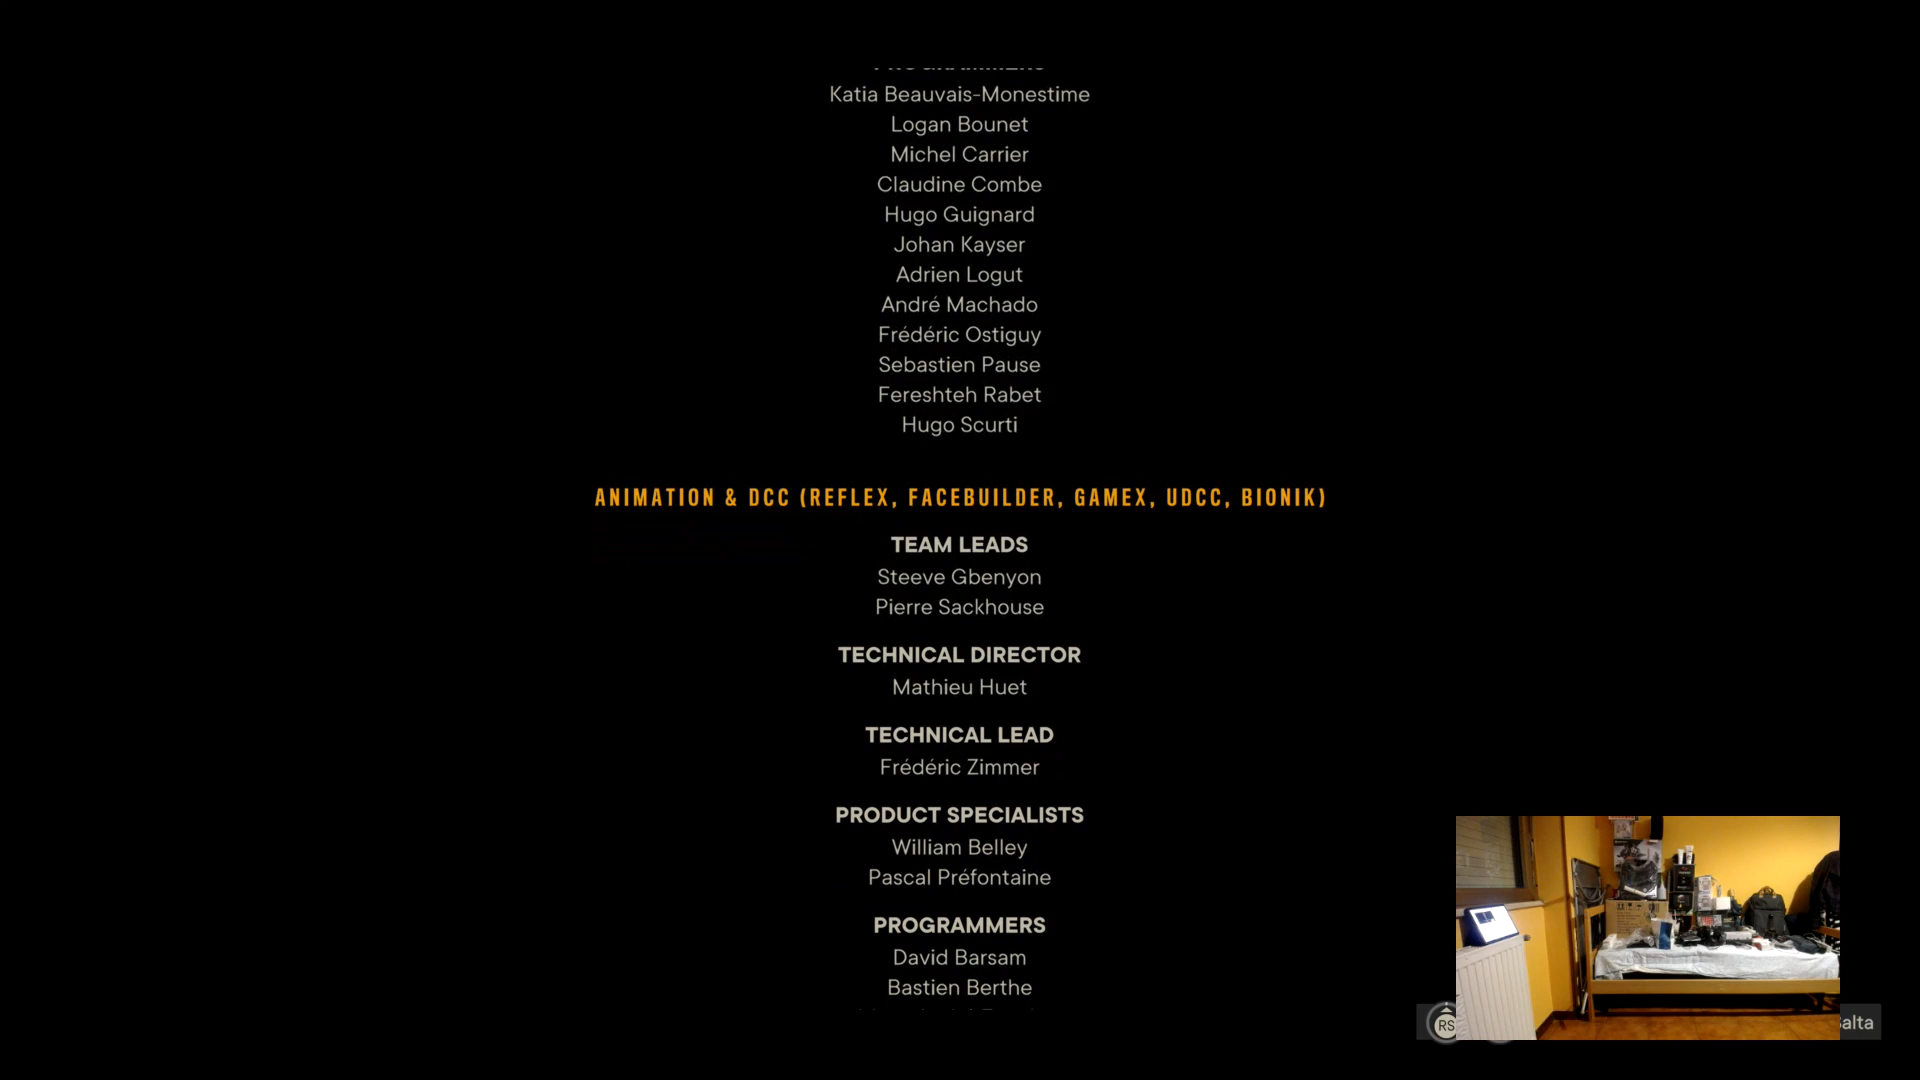 PROGRAMMERS
Katia Beauvais-Monestime
Logan Bounet
Michel Carrier
Claudine Combe
Hugo Guignard
Johan Kayser
Adrien Logut
André Machado
Frédéric Ostiguy
Sebastien Pause
Fereshteh Rabet
Hugo Scurti
ANIMATION & DCC (REFLEX, FACEBUILDER, GAMEX, UDCC, BIONIK)
TEAM LEADS
Steeve Gbenyon
Pierre Sackhouse
TECHNICAL DIRECTOR
Mathieu Huet
TECHNICAL LEAD
Frédéric Zimmer
PRODUCT SPECIALISTS
William Belley
Pascal Préfontaine
PROGRAMMERS
David Barsam
Bastien Berthe
RS
alta